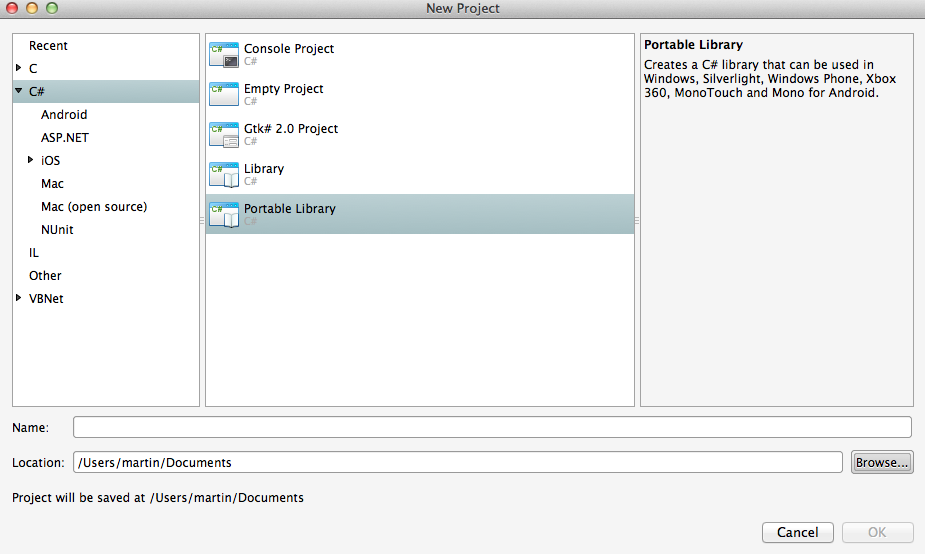 New Project
Recent
C
C#
Android
ASP.NET
iOS
Mac
Mac (open source)
NUnit
IL
Other
VBNet
C#
Console Project
C#
C#
Empty Project
C#
C#
Gtk# 2.0 Project
C#
C#
Library
C#
C#
Portable Library
C#
Portable Library
Creates a C# library that can be used in
Windows, Silverlight, Windows Phone, Xbox
360, MonoTouch and Mono for Android.
Name:
Location: /Users/martin/Documents Browse...
Project will be saved at /Users/martin/Documents
Cancel OK